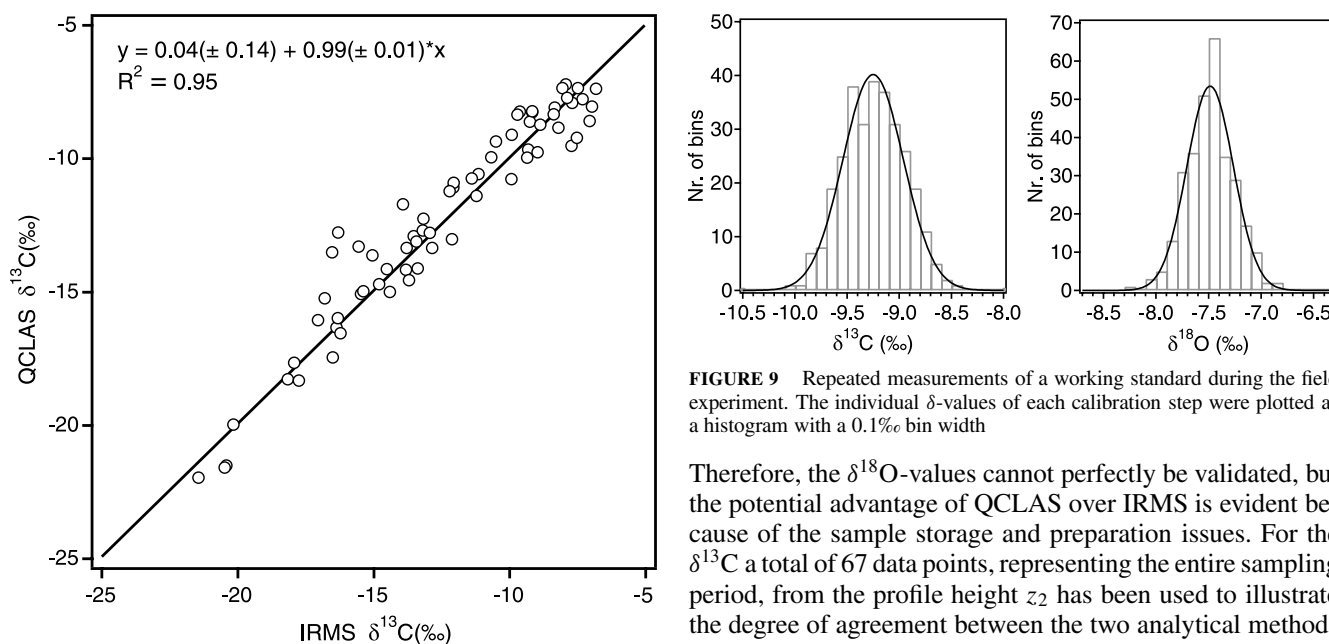 y = 0.04(± 0.14) + 0.99(± 0.01)*x
R² = 0.95
QCLAS δ¹³C(‰)
-5
-10
-15
-20
-25
-25 -20 -15 -10 -5
IRMS δ¹³C(‰)
Nr. of bins
50
40
30
20
10
0
-10.5 -10.0 -9.5 -9.0 -8.5 -8.0
δ¹³C (‰)
Nr. of bins
70
60
50
40
30
20
10
0
-8.5 -8.0 -7.5 -7.0 -6.5
δ¹⁸O (‰)
FIGURE 9 Repeated measurements of a working standard during the field
experiment. The individual δ-values of each calibration step were plotted a
a histogram with a 0.1‰ bin width
Therefore, the δ¹⁸O-values cannot perfectly be validated, bu
the potential advantage of QCLAS over IRMS is evident be
cause of the sample storage and preparation issues. For the
δ¹³C a total of 67 data points, representing the entire sampling
period, from the profile height z₂ has been used to illustrate
the degree of agreement between the two analytical method